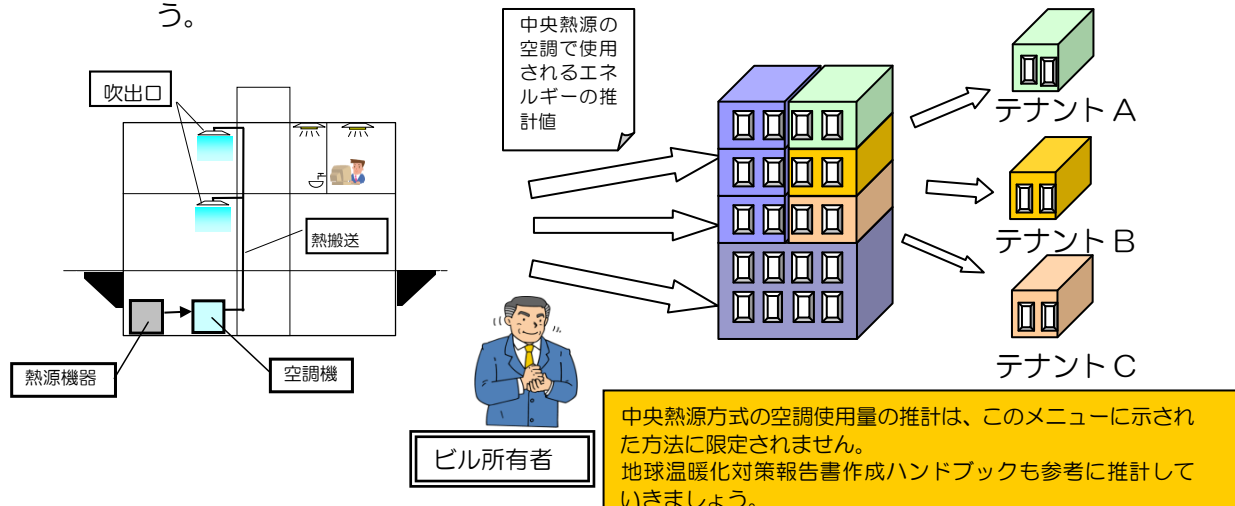 う。
中央熱源の
空調で使用
されるエネ
ルギーの推
計値
吹出口
テナント A
テナント B
熱搬送
テナント C
熱源機器
空調機
ビル所有者
中央熱源方式の空調使用量の推計は、このメニューに示され
た方法に限定されません。
地球温暖化対策報告書作成ハンドブックも参考に推計して
いきましょう。